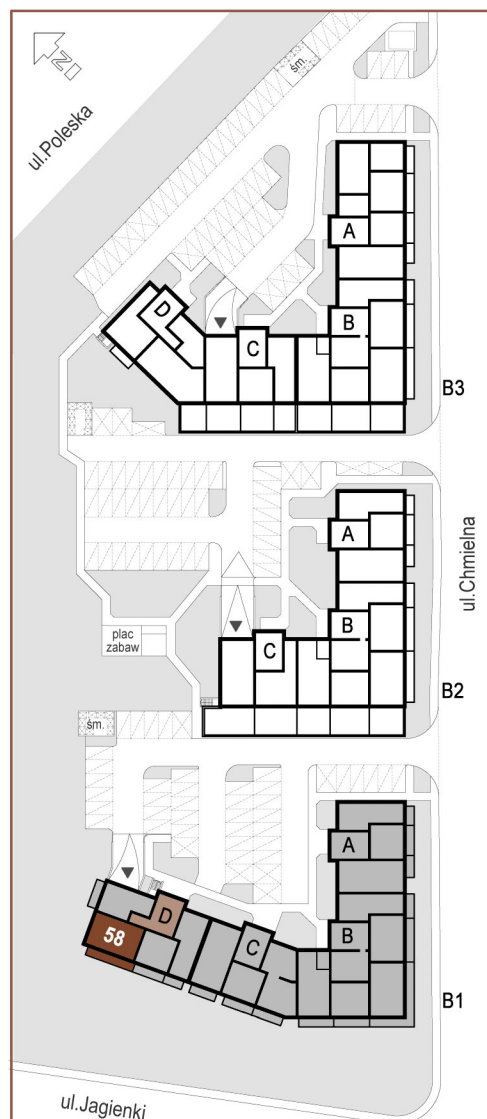 N
śm.
ul.Poleska
A
D
B
C
B3
A
ul.Chmielna
B
plac
zabaw
C
B2
śm.
A
D
58
B
C
B1
ul.Jagienki